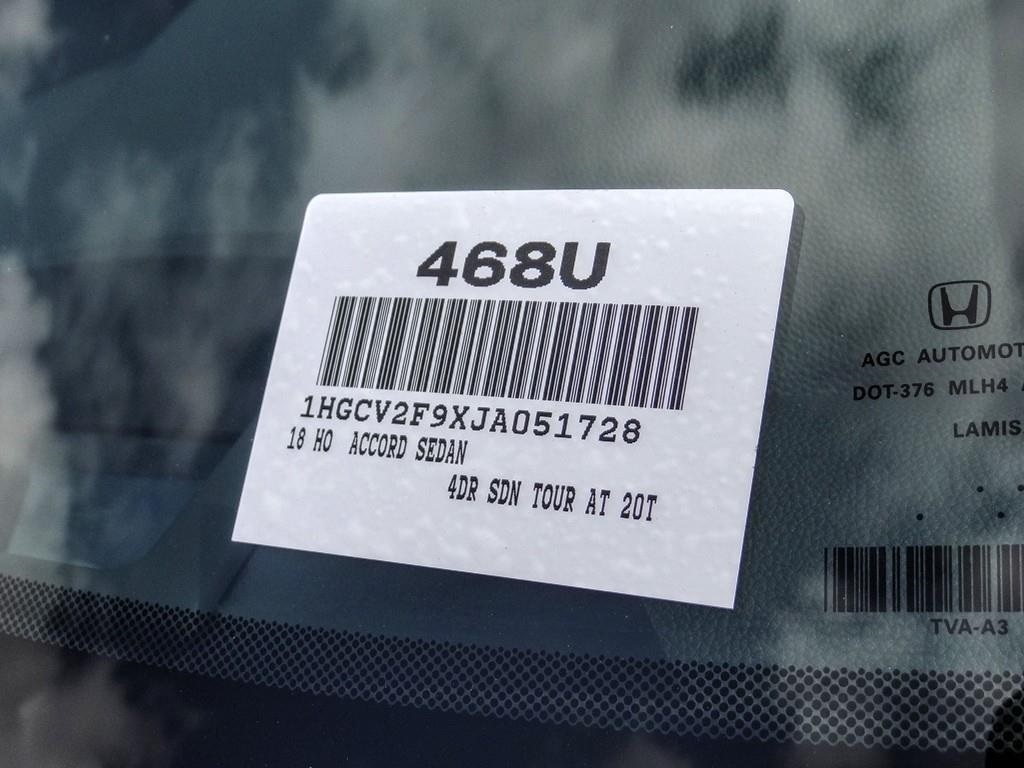 468U
1HGCV2F9XJA051728
18 HO ACCORD SEDAN
4DR SDN TOUR AT 20T
AGC AUTOMOT
DOT-376 MLH4
LAMIS
TVA-A3